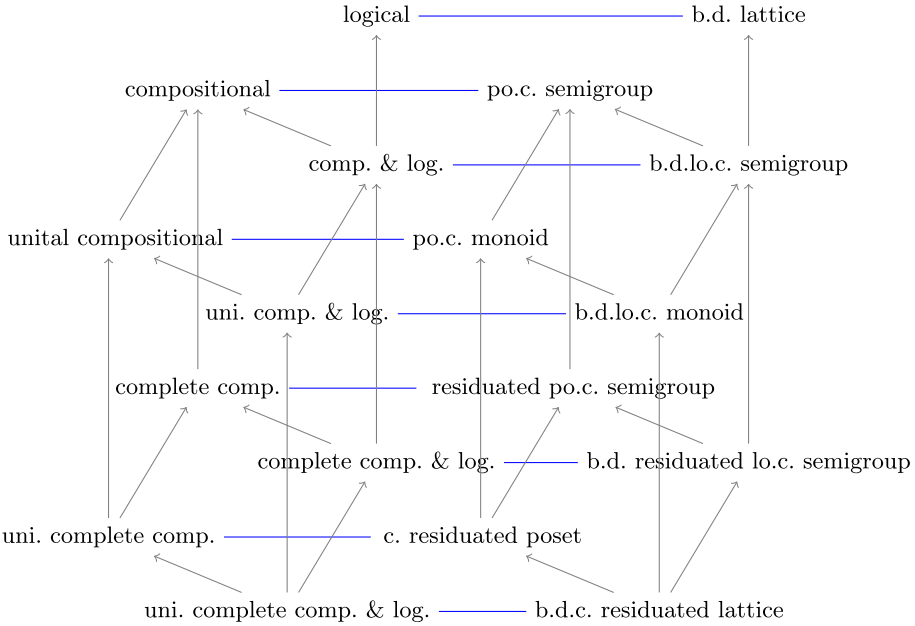 logical b.d. lattice
compositional po.c. semigroup
comp. & log. b.d.lo.c. semigroup
unital compositional po.c. monoid
uni. comp. & log. b.d.lo.c. monoid
complete comp. residuated po.c. semigroup
complete comp. & log. b.d. residuated lo.c. semigroup
uni. complete comp. c. residuated poset
uni. complete comp. & log. b.d.c. residuated lattice